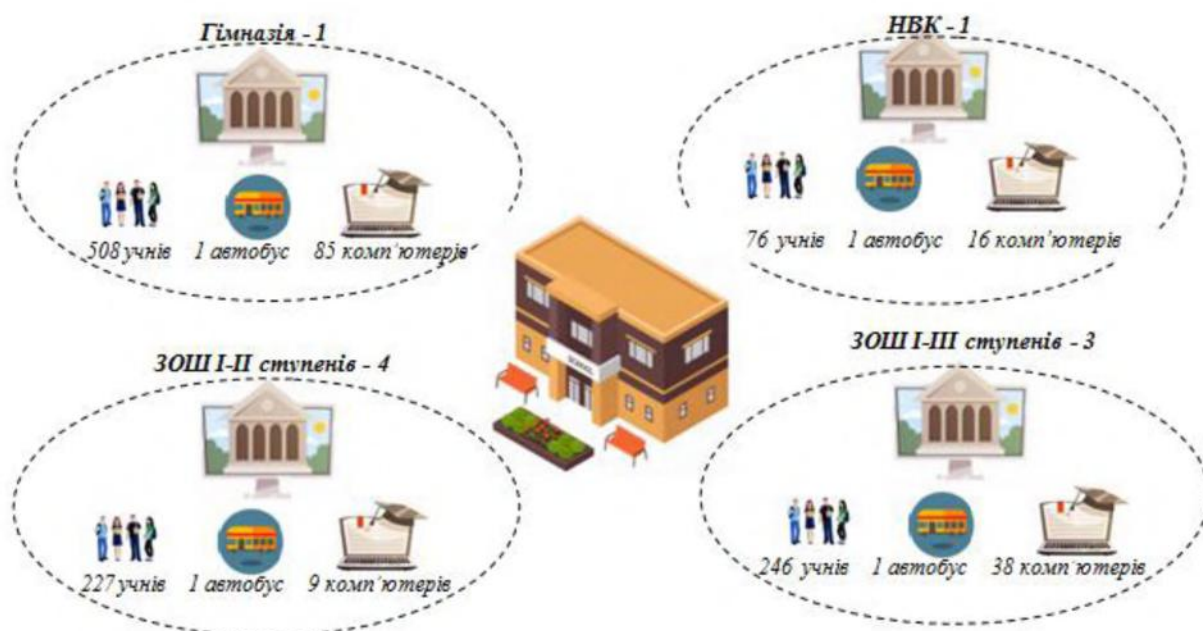 Гімназія - 1
508 учнів 1 автобус 85 комп'ютерів
НВК - 1
76 учнів 1 автобус 16 комп'ютерів
SCHOOL
ЗОШ І-ІІ ступенів - 4
227 учнів 1 автобус 9 комп'ютерів
ЗОШ І-ІІІ ступенів - 3
246 учнів 1 автобус 38 комп'ютерів